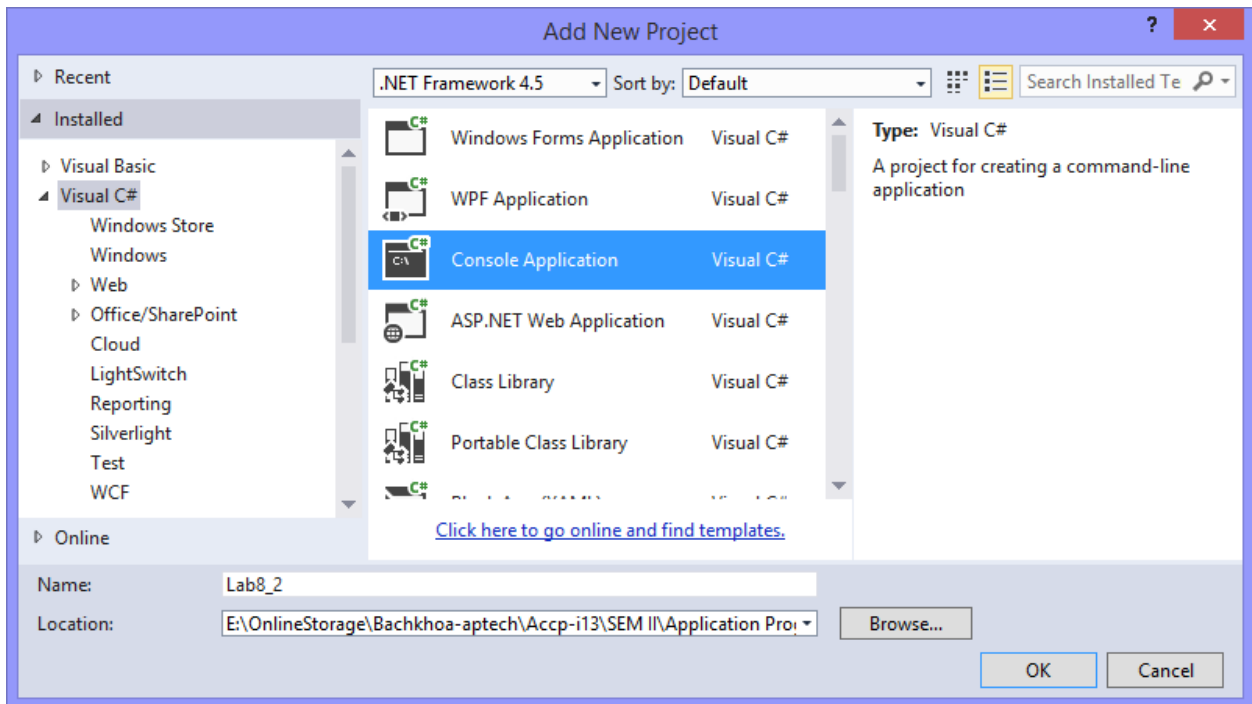 Add New Project
?
Recent
Installed
Visual Basic
Visual C#
Windows Store
Windows
Web
Office/SharePoint
Cloud
LightSwitch
Reporting
Silverlight
Test
WCF
Online
.NET Framework 4.5
Sort by: Default
Search Installed Te
C# Windows Forms Application Visual C#
C# WPF Application Visual C#
C# C:\ Console Application Visual C#
C# ASP.NET Web Application Visual C#
C# Class Library Visual C#
C# Portable Class Library Visual C#
C#
Click here to go online and find templates.
Type: Visual C#
A project for creating a command-line
application
Name: Lab8_2
Location: E:\OnlineStorage\Bachkhoa-aptech\Accp-i13\SEM II\Application Pro
Browse...
OK Cancel